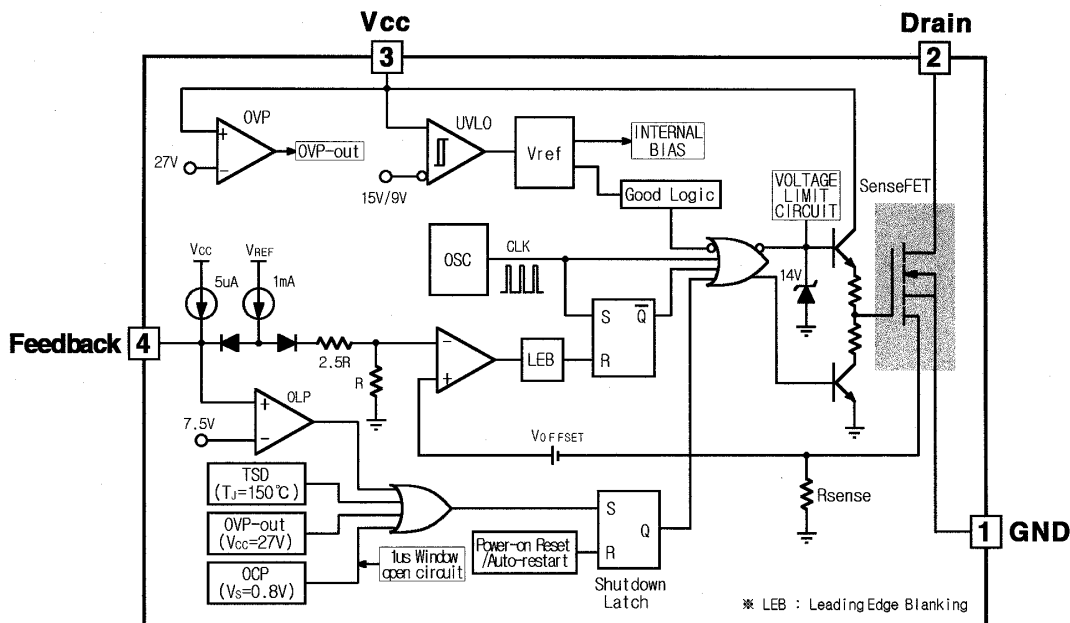 Vcc
Drain
3
2
OVP
27V
OVP-out
UVLO
15V/9V
Vref
INTERNAL
BIAS
Good Logic
VOLTAGE
LIMIT
CIRCUIT
SenseFET
VCC
VREF
5uA
1mA
OSC
CLK
14V
Feedback
4
2.5R
R
LEB
S
Q
R
OLP
7.5V
VOFFSET
Rsense
TSD
(TJ=150℃)
OVP-out
(Vcc=27V)
OCP
(VS=0.8V)
1us Window
open circuit
Power-on Reset
/Auto-restart
S
Q
R
Shutdown
Latch
1
GND
※ LEB : Leading Edge Blanking
+
−
+
−
−
+